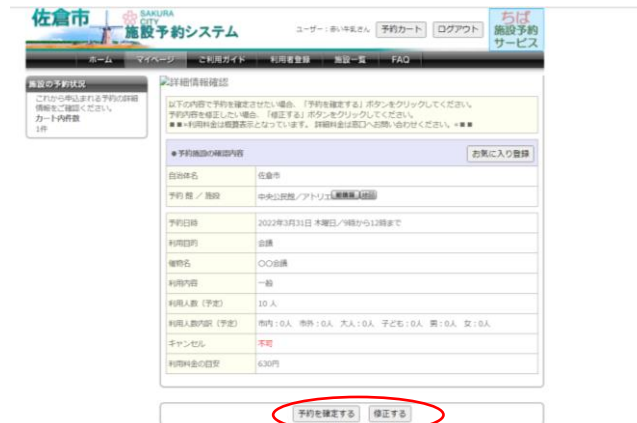 佐倉市
SAKURA
CITY
施設予約システム
ユーザー：赤い牛乳さん
予約カート
ログアウト
ちば
施設予約
サービス
ホーム
マイページ
ご利用ガイド
利用者登録
施設一覧
FAQ
施設の予約状況
これから申込まれる予約の詳細
情報をご確認ください。
カート内件数
1件
詳細情報確認
以下の内容で予約を確定させたい場合、「予約を確定する」ボタンをクリックしてください。
予約内容を修正したい場合、「修正する」ボタンをクリックしてください。
■■=利用料金は概算表示となっています。詳細料金は窓口へお問い合わせください。=■■
●予約施設の確認内容
お気に入り登録
自治体名 佐倉市
予約 館 ／ 施設 中央公民館／アトリエ
予約日時 2022年3月31日 木曜日／9時から12時まで
利用目的 会議
催物名 〇〇会議
利用内容 一般
利用人数（予定） 10 人
利用人数内訳（予定） 市内：0人 市外：0人 大人：0人 子ども：0人 男：0人 女：0人
キャンセル 不可
利用料金の目安 630円
予約を確定する
修正する